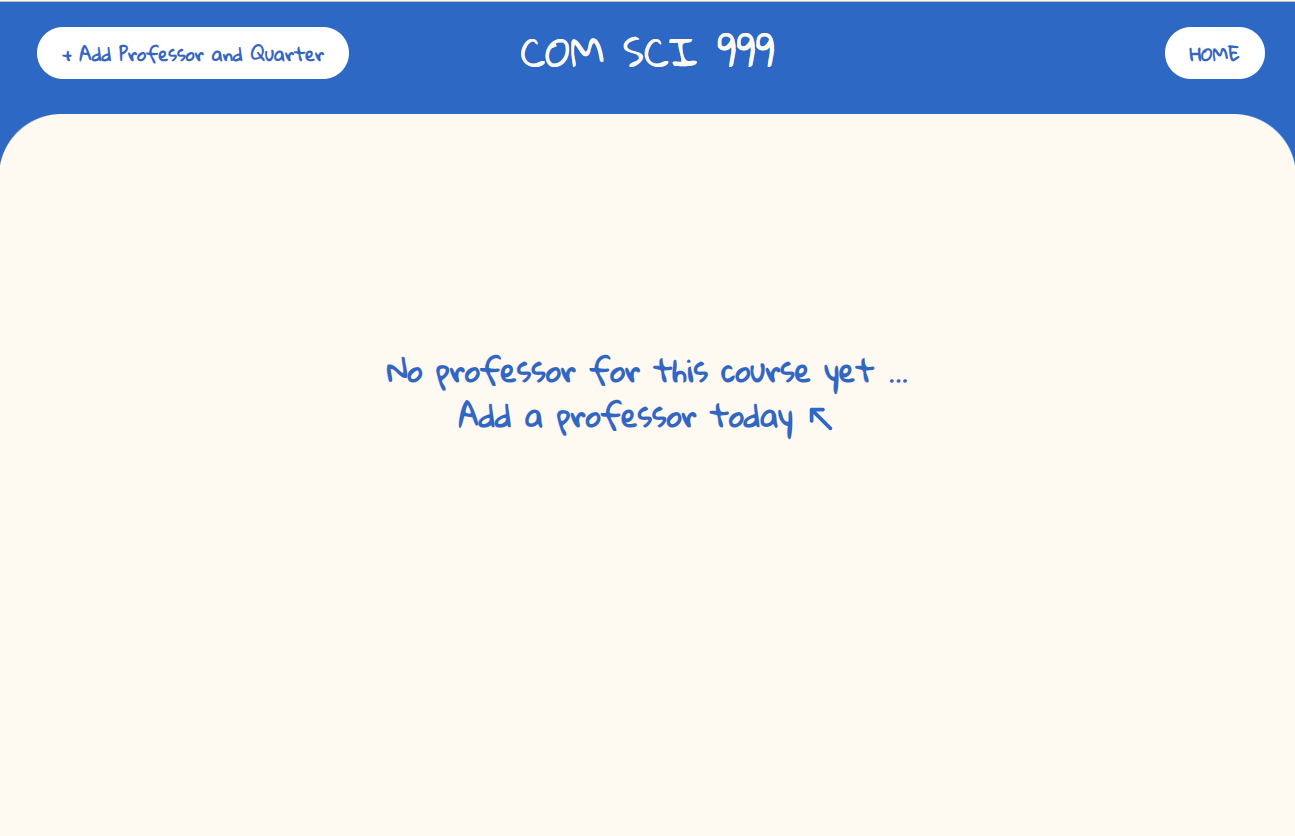 + Add Professor and Quarter
COM SCI 999
HOME
No professor for this course yet ...
Add a professor today ↖